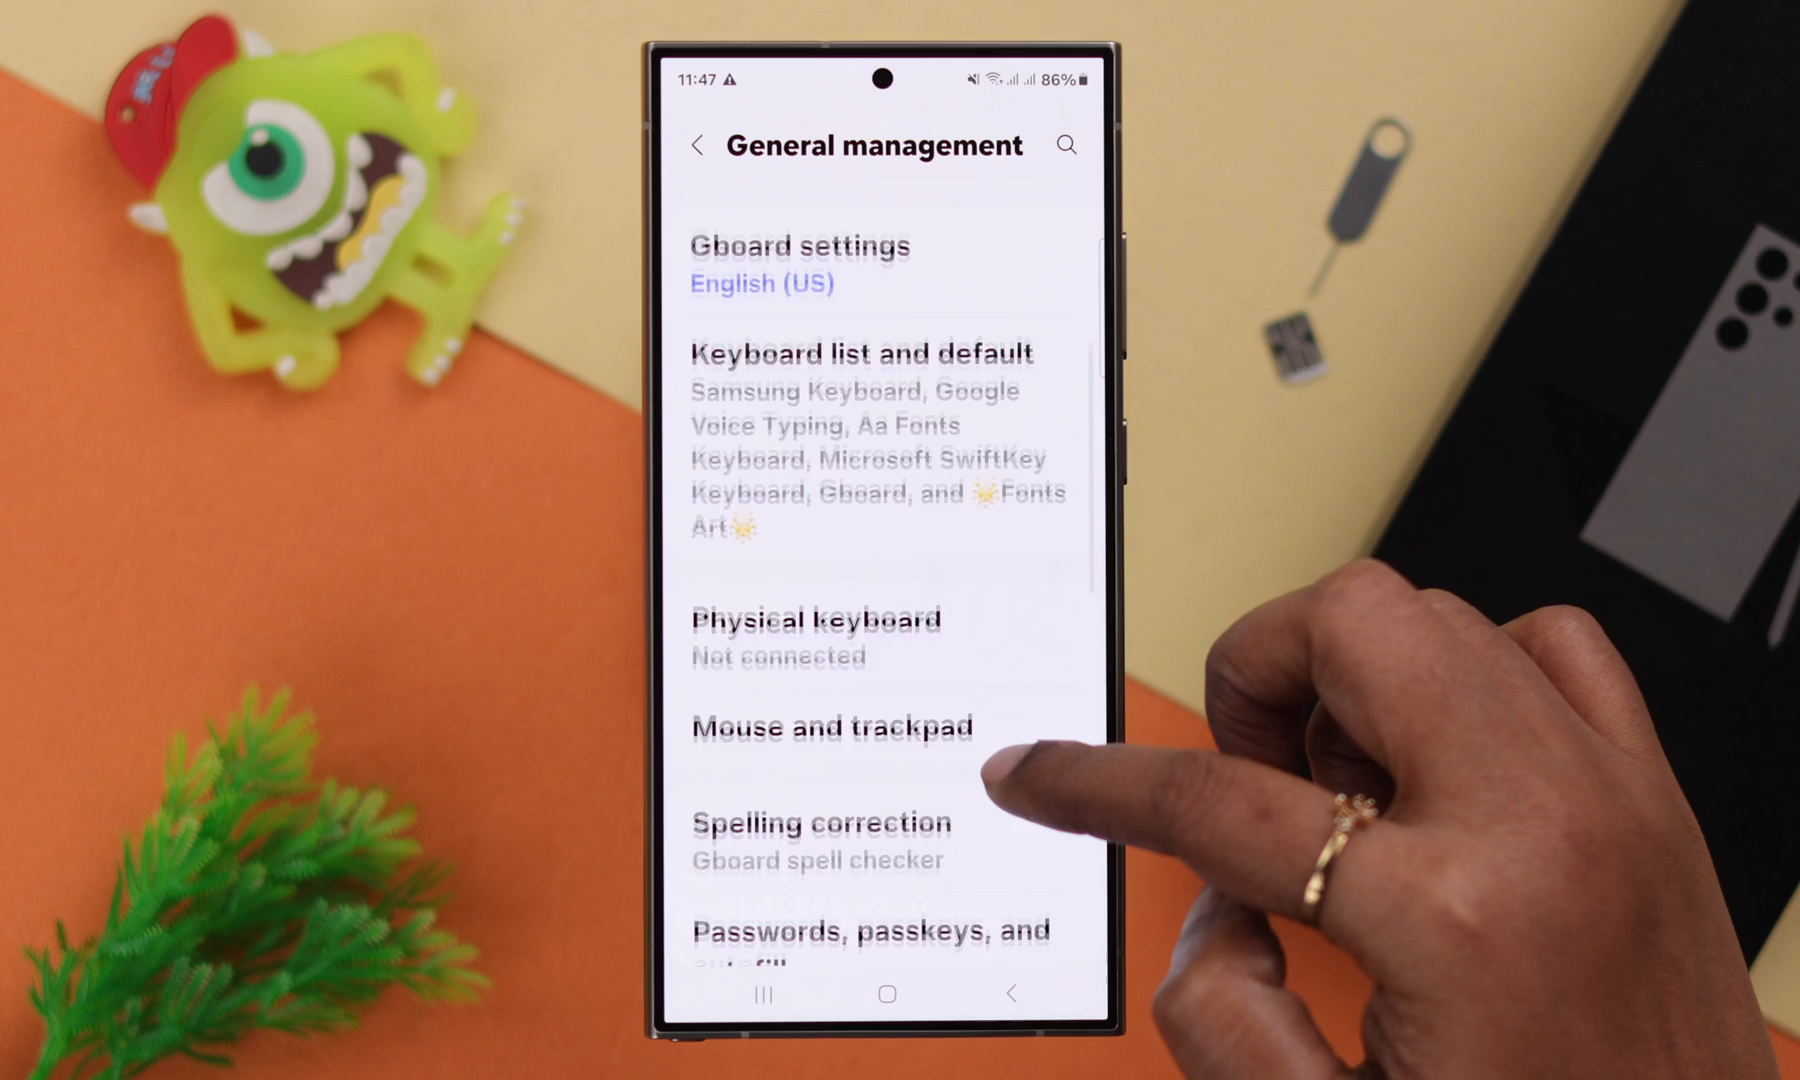 11:47
86%
General management
Gboard settings
English (US)
Keyboard list and default
Samsung Keyboard, Google
Voice Typing, Aa Fonts
Keyboard, Microsoft SwiftKey
Keyboard, Gboard, and 🌟Fonts
Art🌟
Physical keyboard
Not connected
Mouse and trackpad
Spelling correction
Gboard spell checker
Passwords, passkeys, and